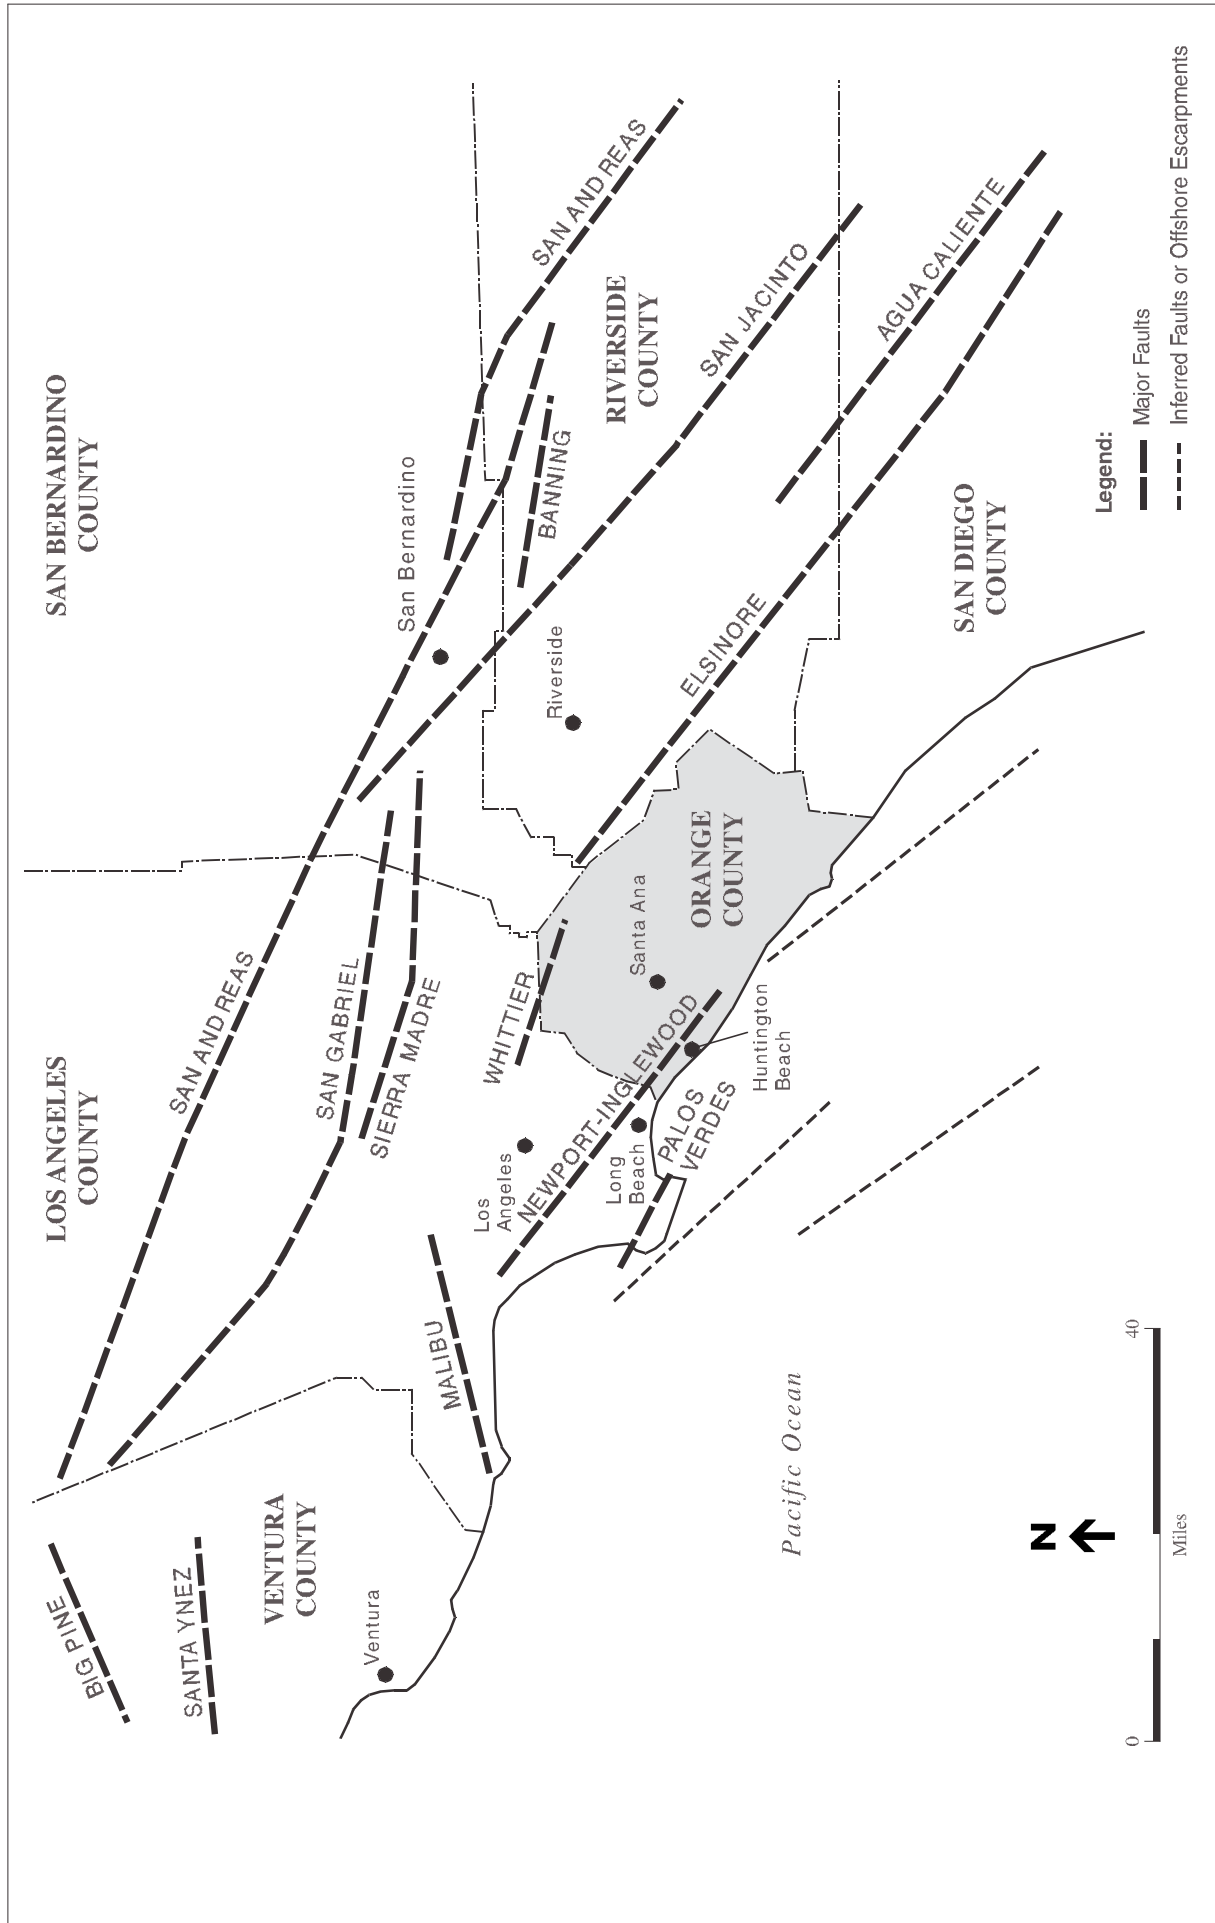 SAN BERNARDINO
COUNTY
LOS ANGELES
COUNTY
VENTURA
COUNTY
RIVERSIDE
COUNTY
ORANGE
COUNTY
SAN DIEGO
COUNTY
BIG PINE
SANTA YNEZ
SAN ANDREAS
SAN GABRIEL
SIERRA MADRE
MALIBU
WHITTIER
NEWPORT-INGLEWOOD
PALOS
VERDES
SAN ANDREAS
BANNING
SAN JACINTO
ELSINORE
AGUA CALIENTE
Ventura
Los
Angeles
Long
Beach
Huntington
Beach
Santa Ana
Riverside
San Bernardino
Pacific Ocean
N
0
40
Miles
Legend:
Major Faults
Inferred Faults or Offshore Escarpments